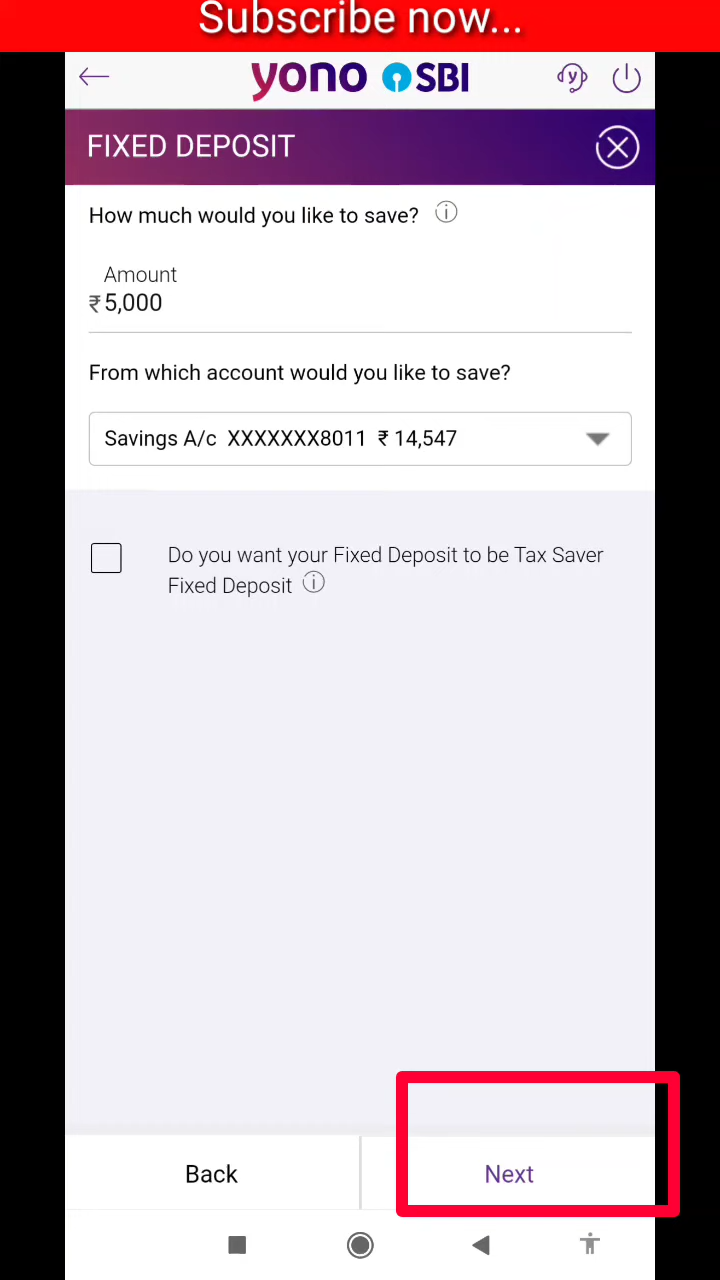 Subscribe now...
yono SBI
FIXED DEPOSIT
How much would you like to save?
Amount
₹ 5,000
From which account would you like to save?
Savings A/c XXXXXXX8011 ₹ 14,547
Do you want your Fixed Deposit to be Tax Saver
Fixed Deposit
Back
Next